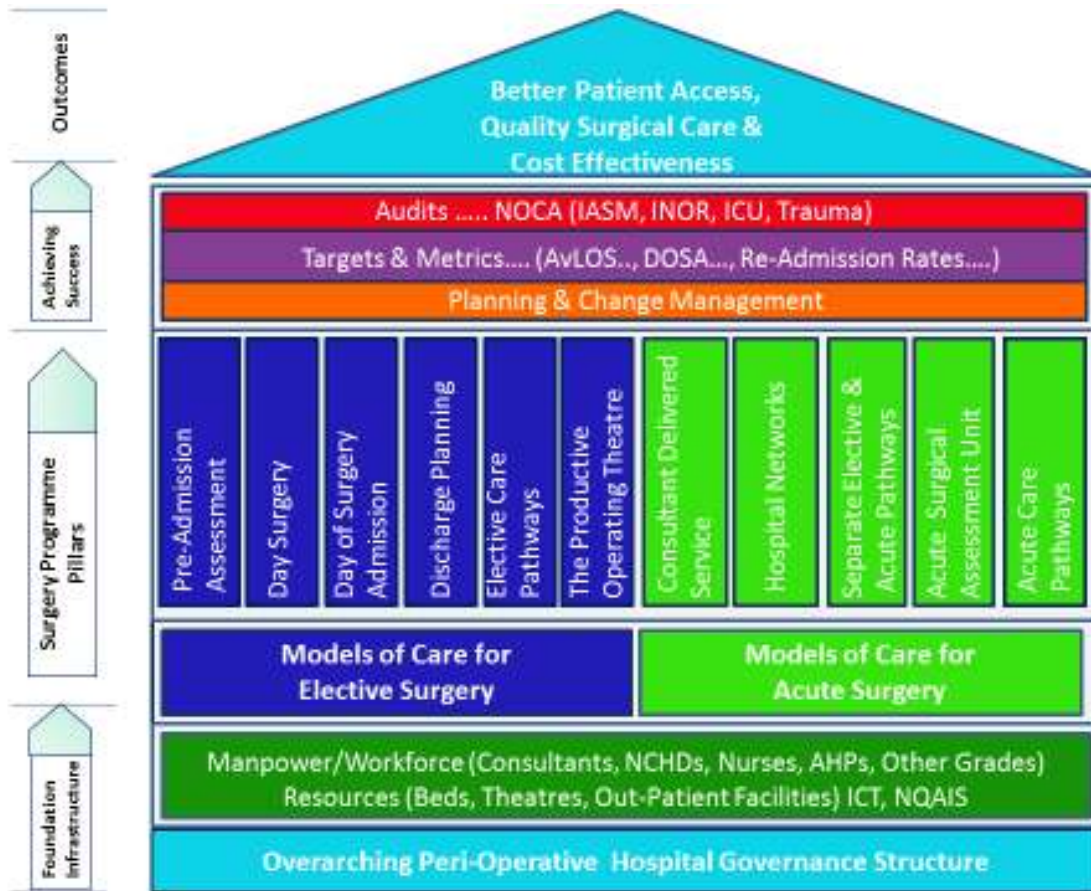 Outcomes
Better Patient Access,
Quality Surgical Care &
Cost Effectiveness
Achieving
Success
Audits ..... NOCA (IASM, INOR, ICU, Trauma)
Targets & Metrics.... (AvLOS.., DOSA..., Re-Admission Rates....)
Planning & Change Management
Surgery Programme
Pillars
Pre-Admission
Assessment
Day Surgery
Day of Surgery
Admission
Discharge Planning
Elective Care
Pathways
The Productive
Operating Theatre
Consultant Delivered
Service
Hospital Networks
Separate Elective &
Acute Pathways
Acute Surgical
Assessment Unit
Acute Care
Pathways
Models of Care for
Elective Surgery
Models of Care for
Acute Surgery
Foundation
Infrastructure
Manpower/Workforce (Consultants, NCHDs, Nurses, AHPs, Other Grades)
Resources (Beds, Theatres, Out-Patient Facilities) ICT, NQAIS
Overarching Peri-Operative Hospital Governance Structure